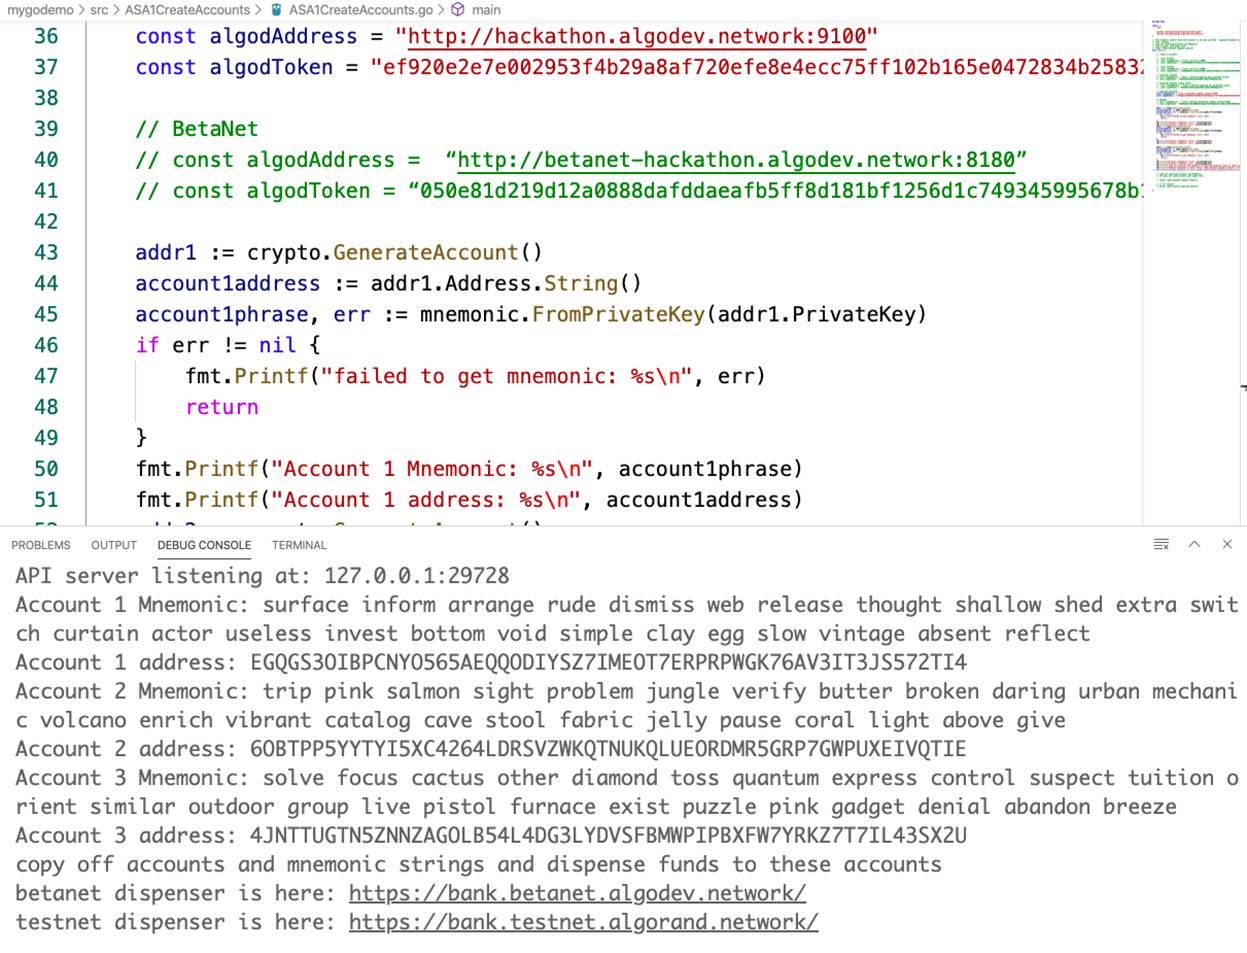 mygodemo > src > ASA1CreateAccounts > ASA1CreateAccounts.go > main
36 const algodAddress = "http://hackathon.algodev.network:9100"
37 const algodToken = "ef920e2e7e002953f4b29a8af720efe8e4ecc75ff102b165e0472834b25832
38
39 // BetaNet
40 // const algodAddress =  “http://betanet-hackathon.algodev.network:8180”
41 // const algodToken = “050e81d219d12a0888dafddaeafb5ff8d181bf1256d1c749345995678b1
42
43 addr1 := crypto.GenerateAccount()
44 account1address := addr1.Address.String()
45 account1phrase, err := mnemonic.FromPrivateKey(addr1.PrivateKey)
46 if err != nil {
47 fmt.Printf("failed to get mnemonic: %s\n", err)
48 return
49 }
50 fmt.Printf("Account 1 Mnemonic: %s\n", account1phrase)
51 fmt.Printf("Account 1 address: %s\n", account1address)
PROBLEMS OUTPUT DEBUG CONSOLE TERMINAL
API server listening at: 127.0.0.1:29728
Account 1 Mnemonic: surface inform arrange rude dismiss web release thought shallow shed extra swit
ch curtain actor useless invest bottom void simple clay egg slow vintage absent reflect
Account 1 address: EGQGS3OIBPCNYO565AEQQODIYSZ7IMEOT7ERPRPWGK76AV3IT3JS572TI4
Account 2 Mnemonic: trip pink salmon sight problem jungle verify butter broken daring urban mechani
c volcano enrich vibrant catalog cave stool fabric jelly pause coral light above give
Account 2 address: 6OBTPP5YYTYI5XC4264LDRSVZWKQTNUKQLUEORDMR5GRP7GWPUXEIVQTIE
Account 3 Mnemonic: solve focus cactus other diamond toss quantum express control suspect tuition o
rient similar outdoor group live pistol furnace exist puzzle pink gadget denial abandon breeze
Account 3 address: 4JNTTUGTN5ZNNZAGOLB54L4DG3LYDVSFBMWPIPBXFW7YRKZ7T7IL43SX2U
copy off accounts and mnemonic strings and dispense funds to these accounts
betanet dispenser is here: https://bank.betanet.algodev.network/
testnet dispenser is here: https://bank.testnet.algorand.network/